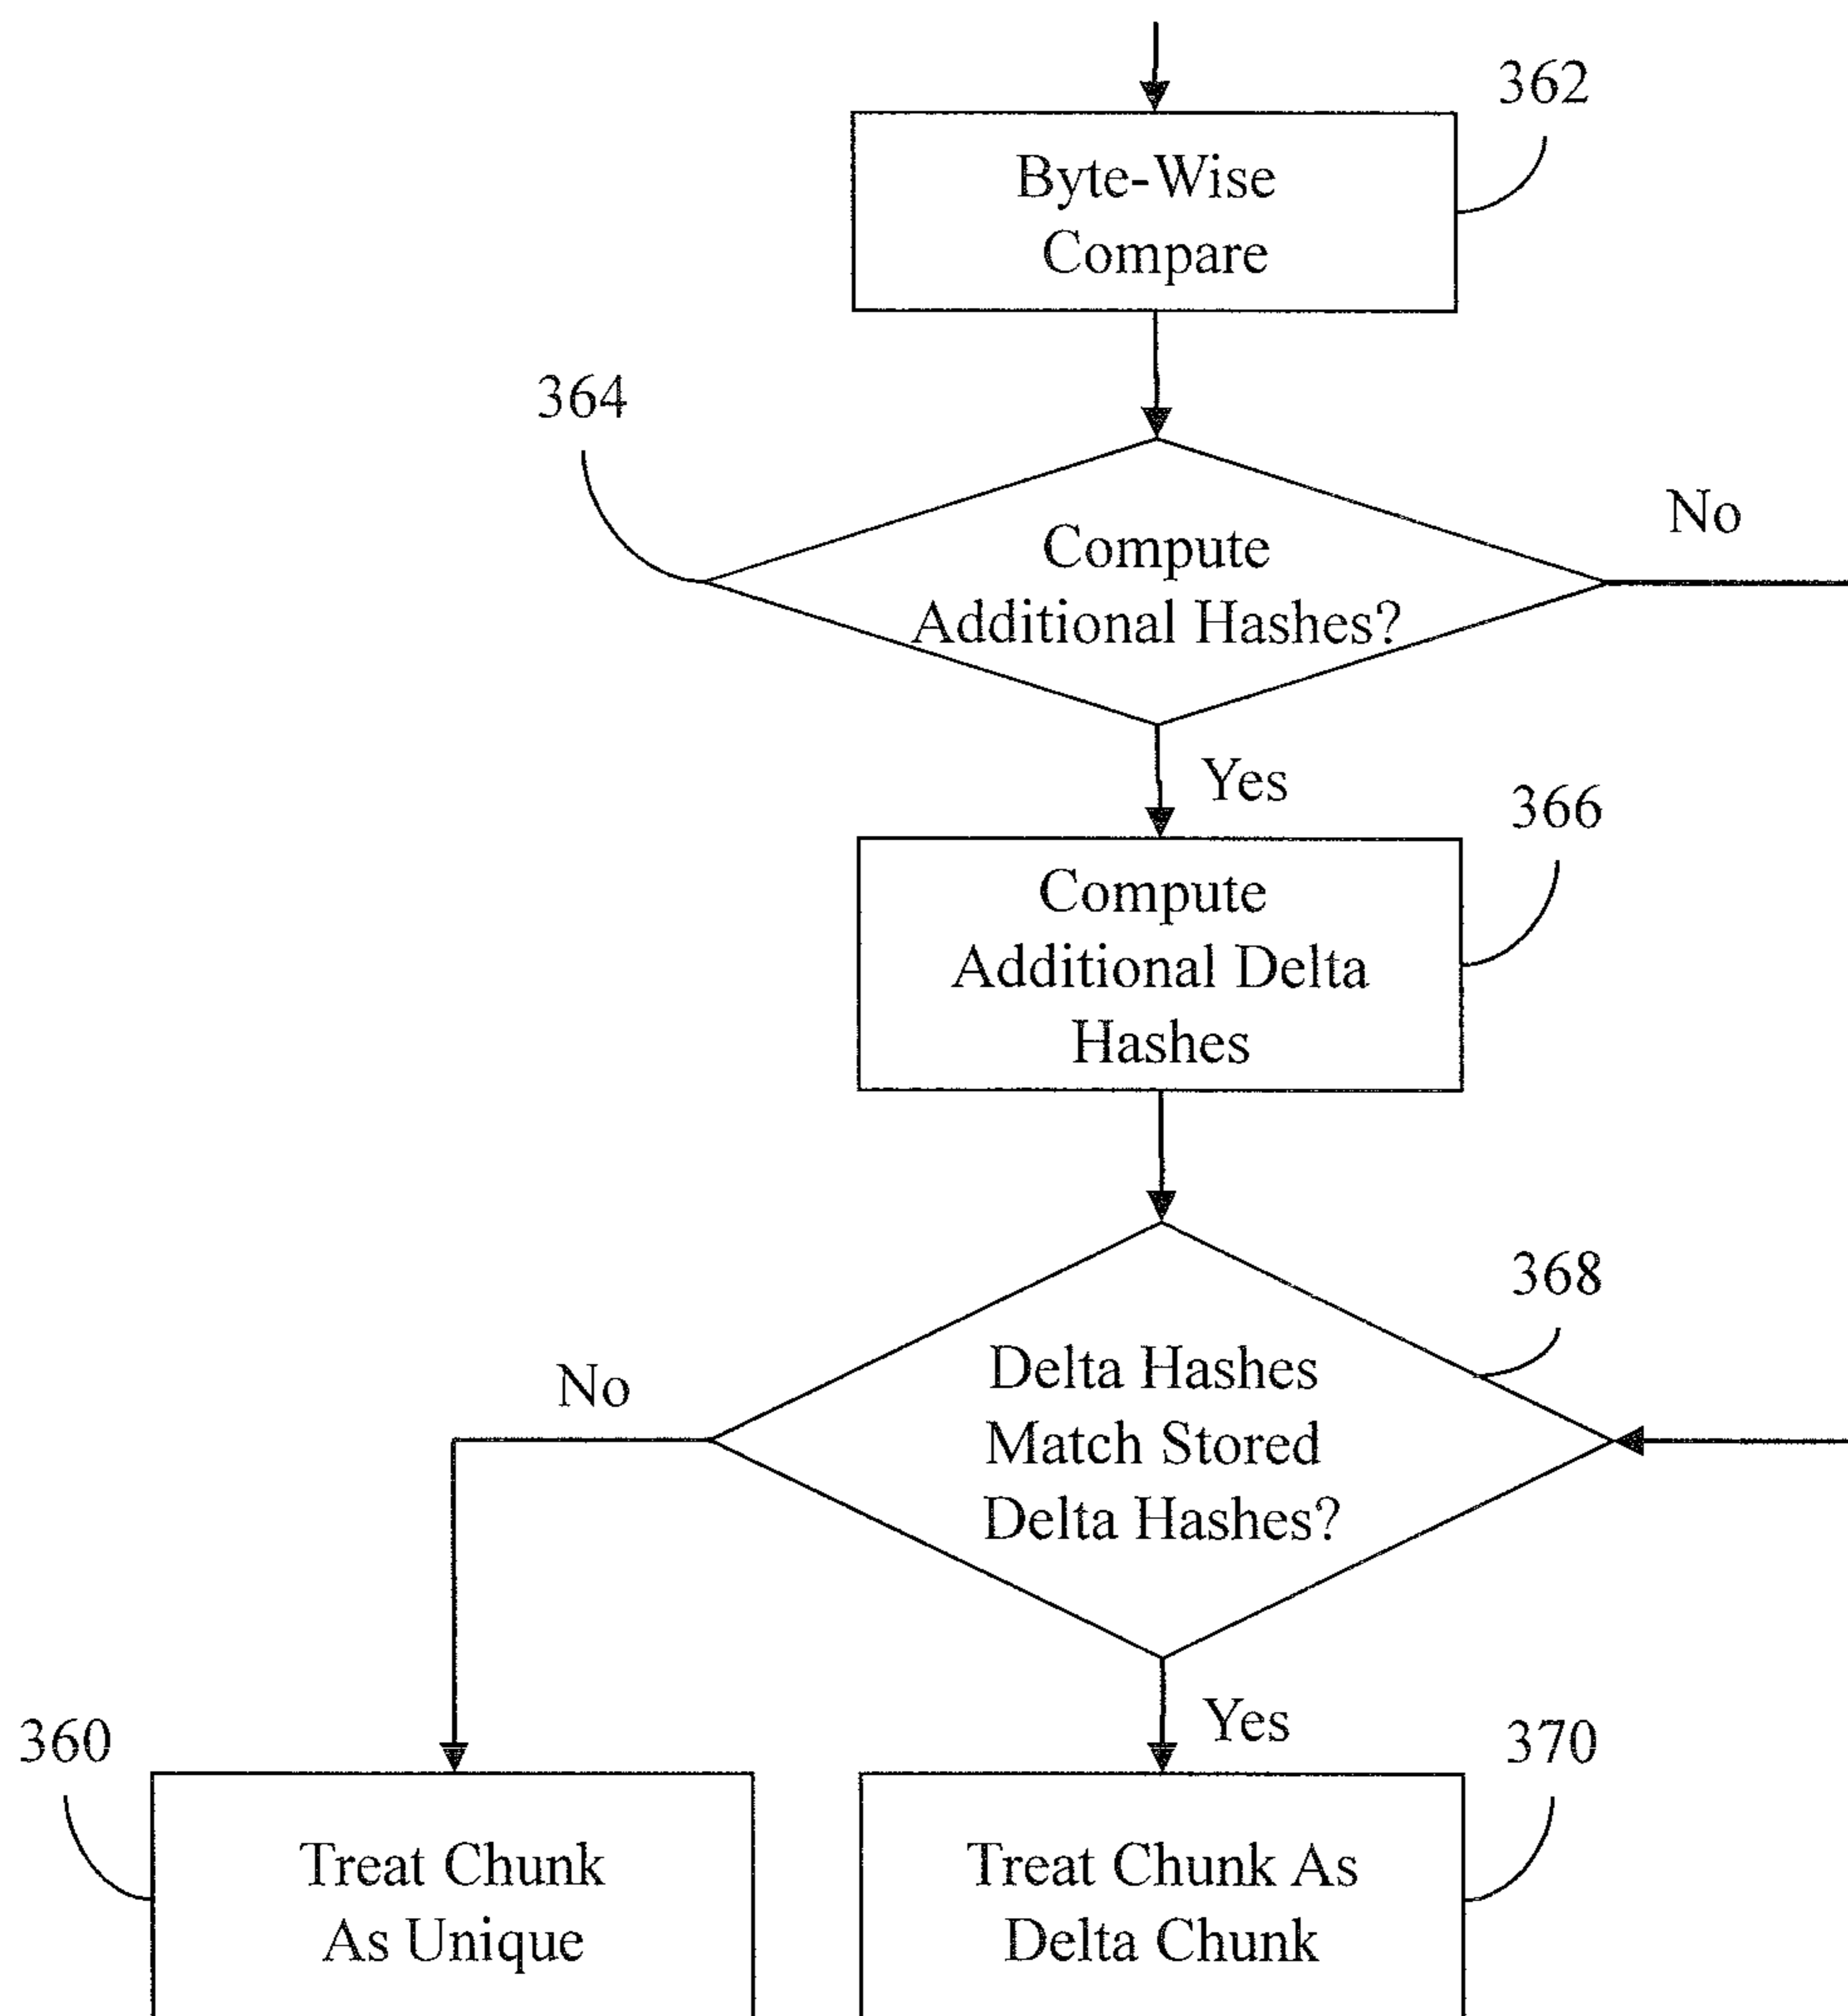 362
Byte-Wise
Compare
364
No
Compute
Additional Hashes?
Yes
366
Compute
Additional Delta
Hashes
368
No
Delta Hashes
Match Stored
Delta Hashes?
Yes
360
370
Treat Chunk
As Unique
Treat Chunk As
Delta Chunk